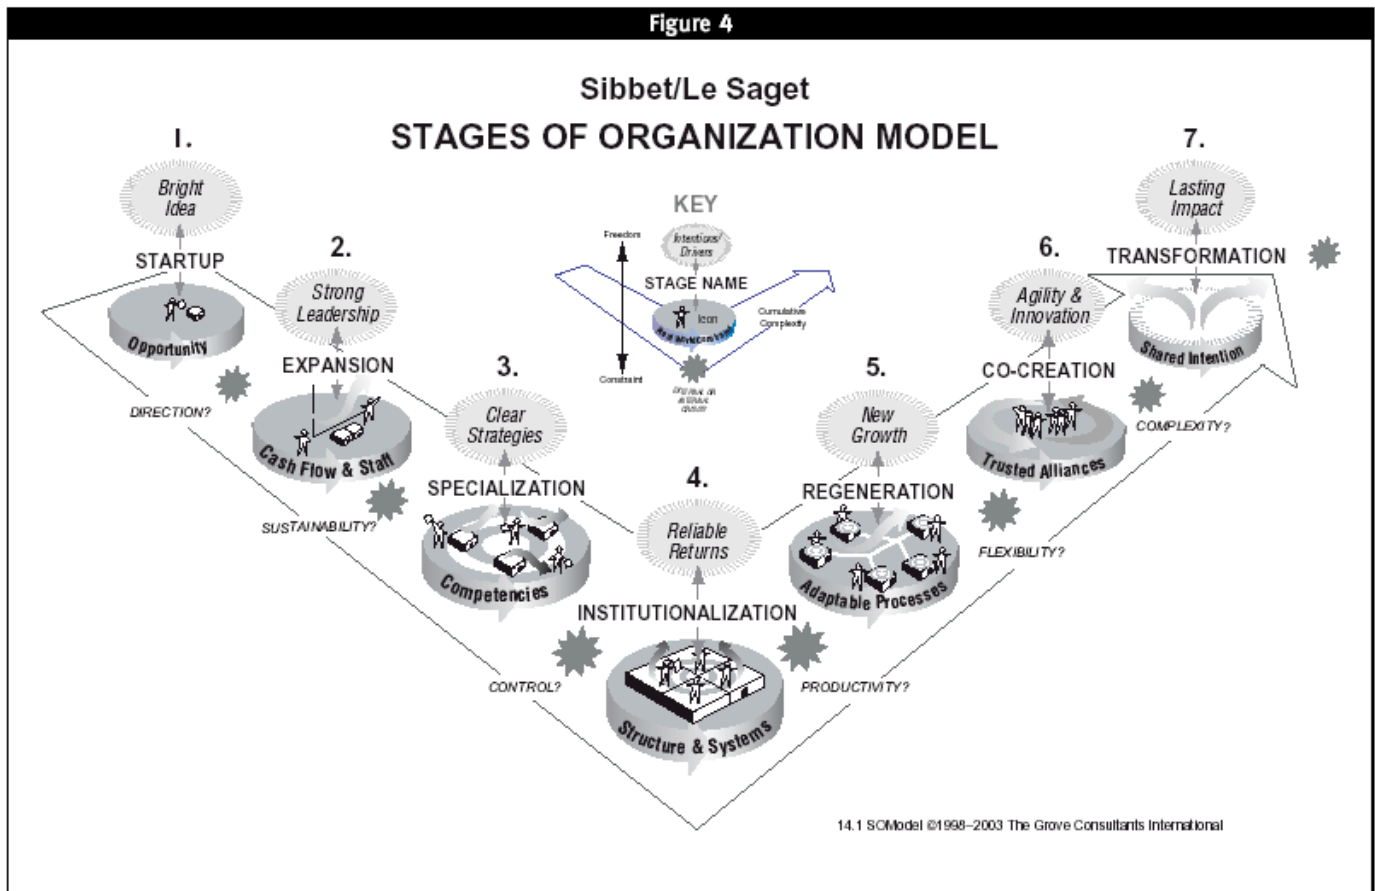 Figure 4
Sibbet/Le Saget
STAGES OF ORGANIZATION MODEL
1.
Bright
Idea
STARTUP
Opportunity
DIRECTION?
2.
Strong
Leadership
EXPANSION
Cash Flow & Staff
SUSTAINABILITY?
3.
Clear
Strategies
SPECIALIZATION
Competencies
CONTROL?
KEY
Freedom
Constraint
Intentions/
Drivers
STAGE NAME
Icon
Cumulative
Complexity
4.
Reliable
Returns
INSTITUTIONALIZATION
Structure & Systems
PRODUCTIVITY?
5.
New
Growth
REGENERATION
Adaptable Processes
FLEXIBILITY?
6.
Agility &
Innovation
CO-CREATION
Trusted Alliances
COMPLEXITY?
7.
Lasting
Impact
TRANSFORMATION
Shared Intention
14.1 SOModel ©1998–2003 The Grove Consultants International